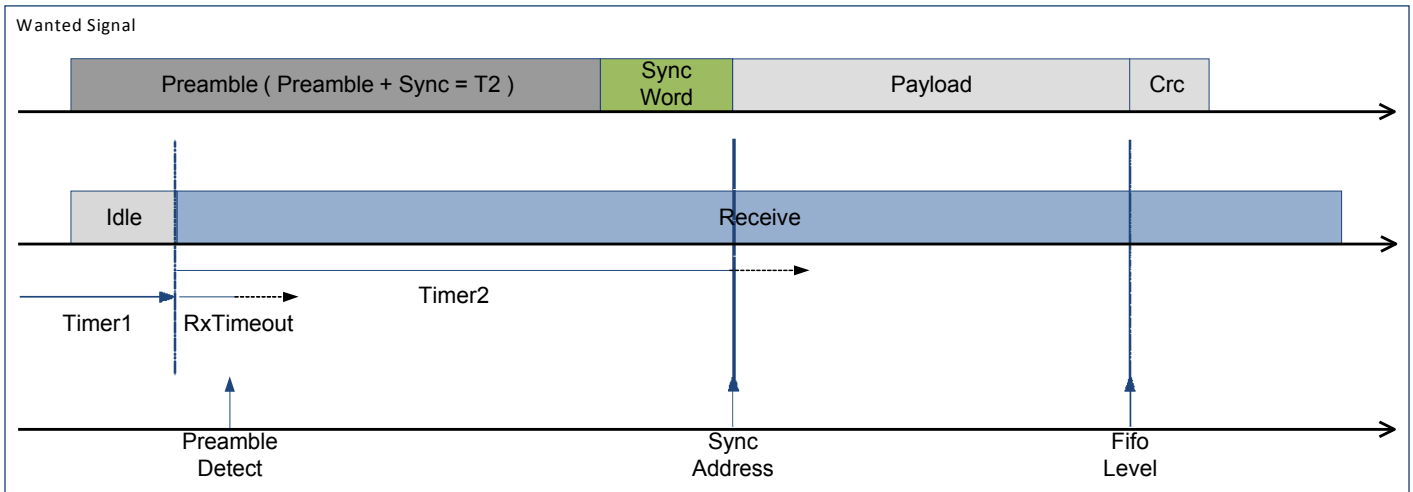 Wanted Signal
Preamble ( Preamble + Sync = T2 )
Sync
Word
Payload
Crc
Idle
Receive
Timer2
Timer1
RxTimeout
Preamble
Detect
Sync
Address
Fifo
Level